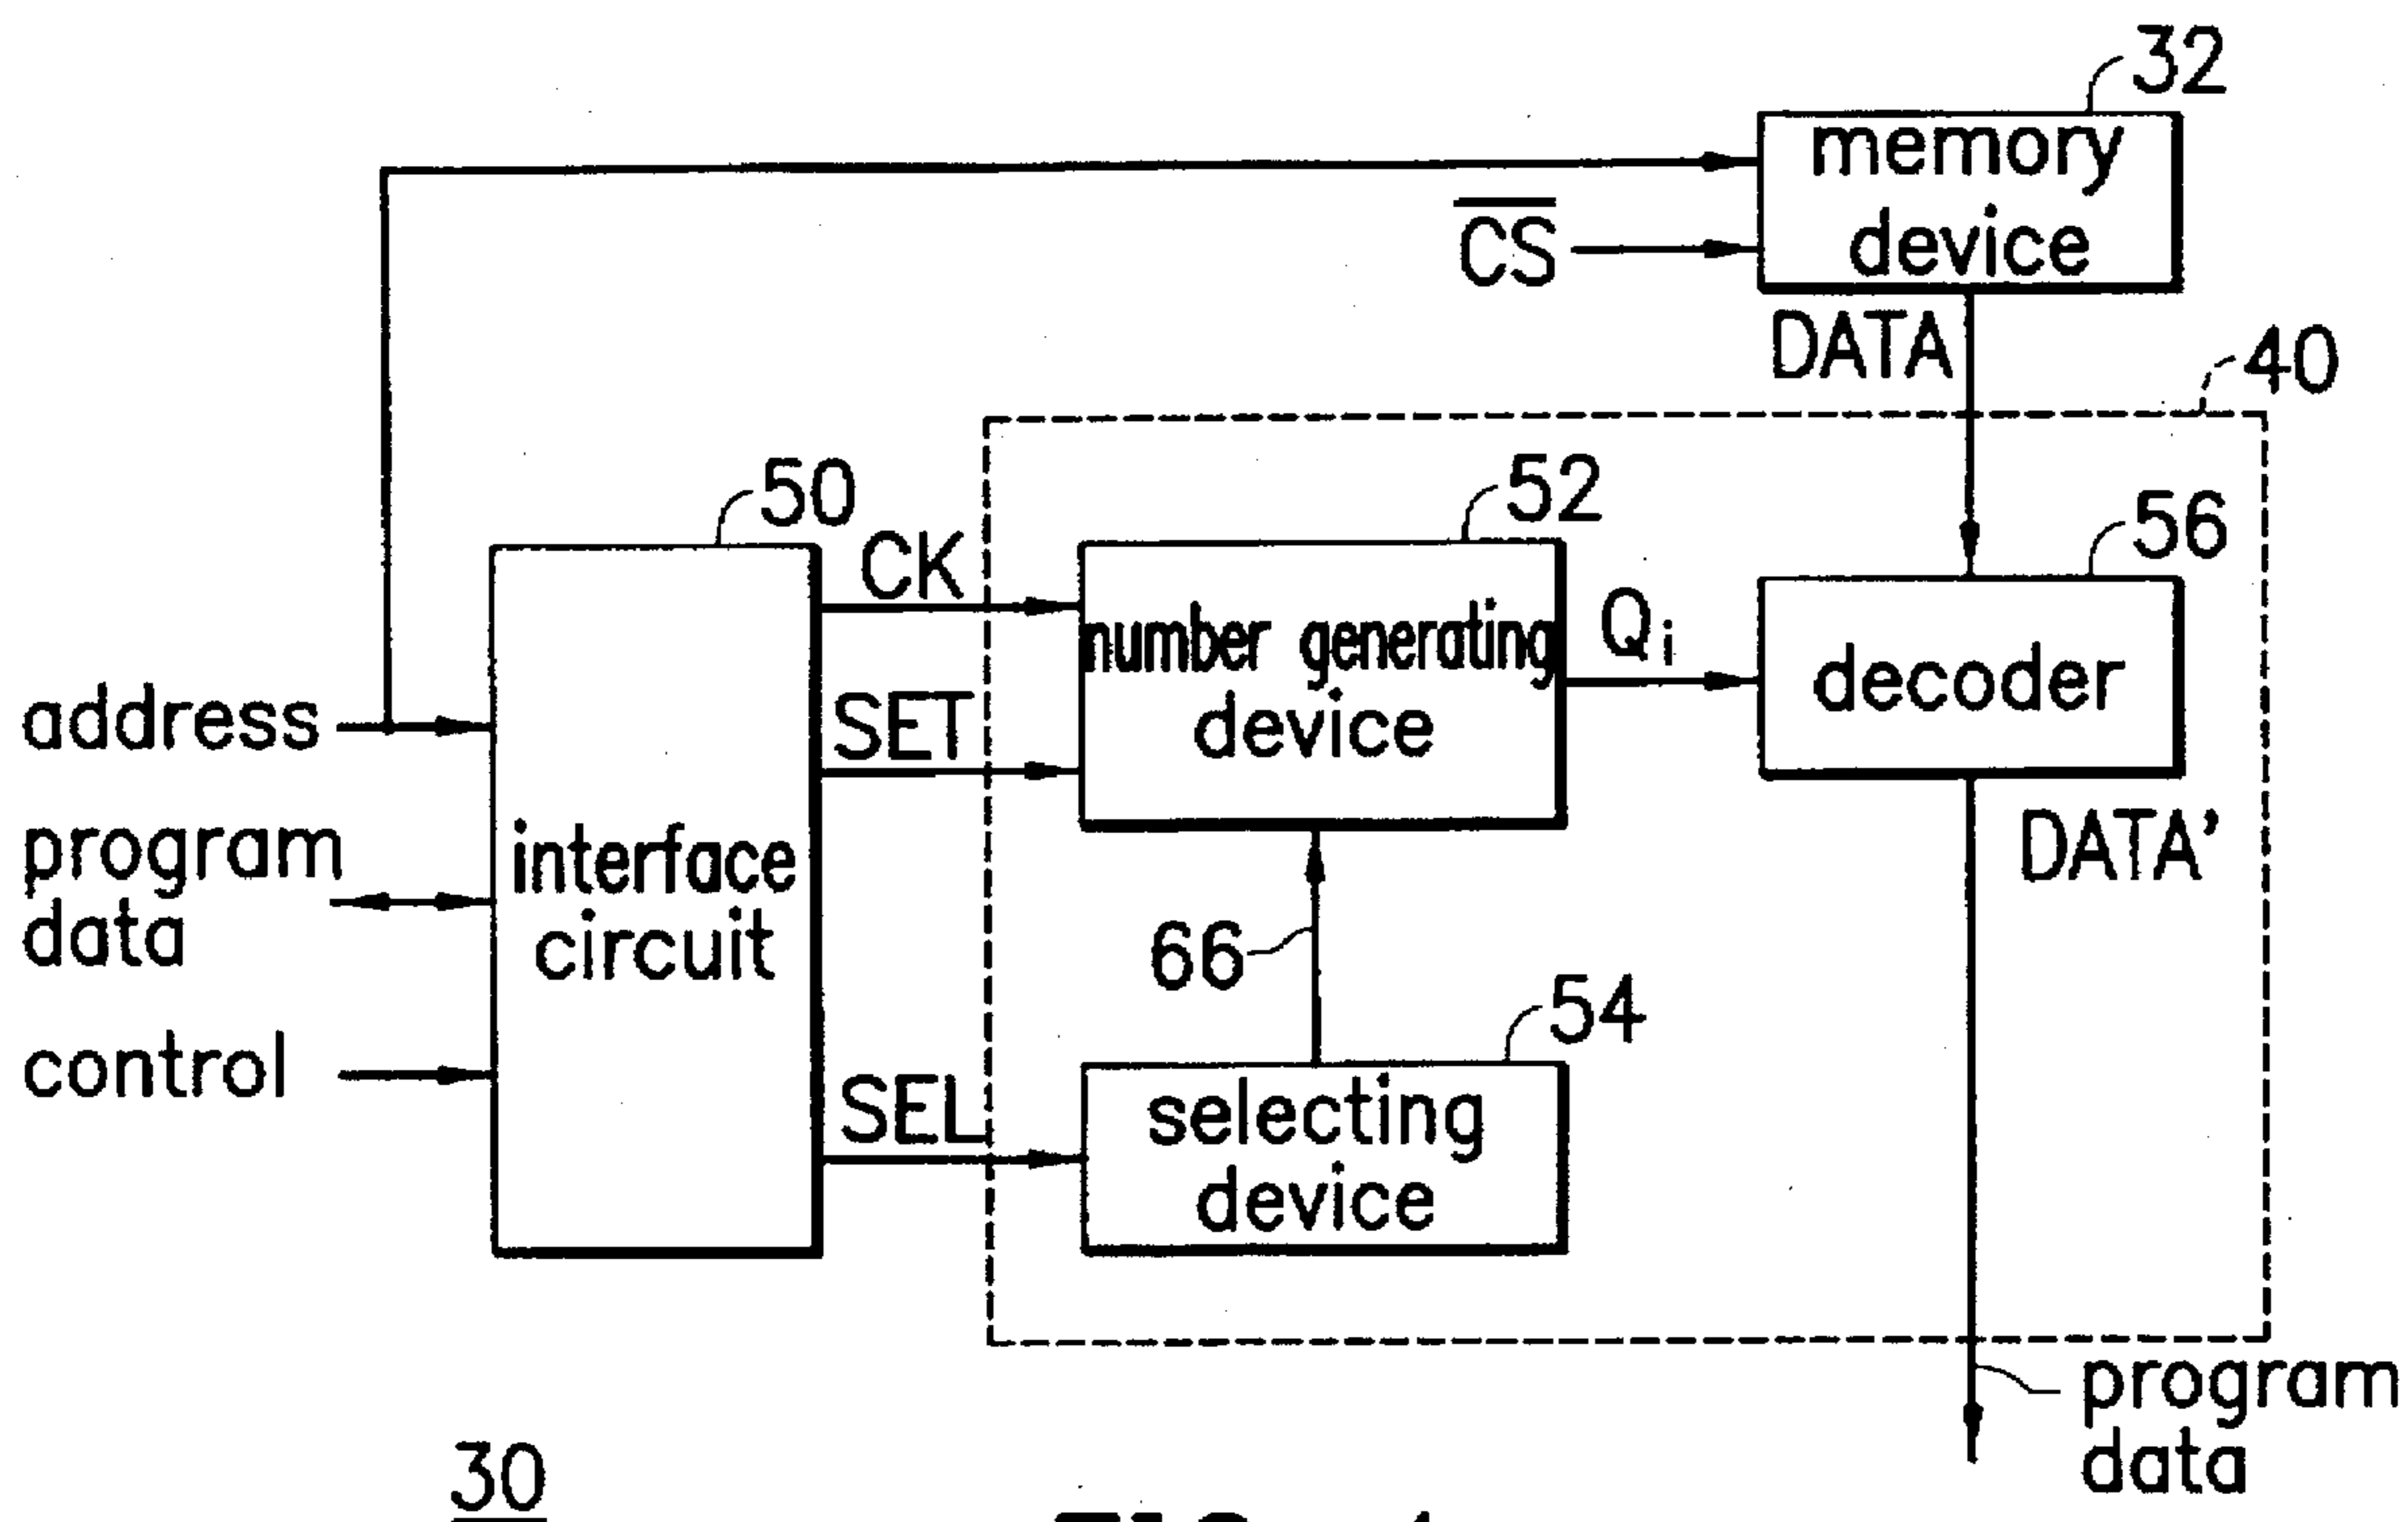 32
memory
device
C̅S̅
DATA
40
50
CK
52
56
number generating
device
Qi
decoder
address
SET
DATA'
program
data
interface
circuit
66
54
control
SEL
selecting
device
program
data
30